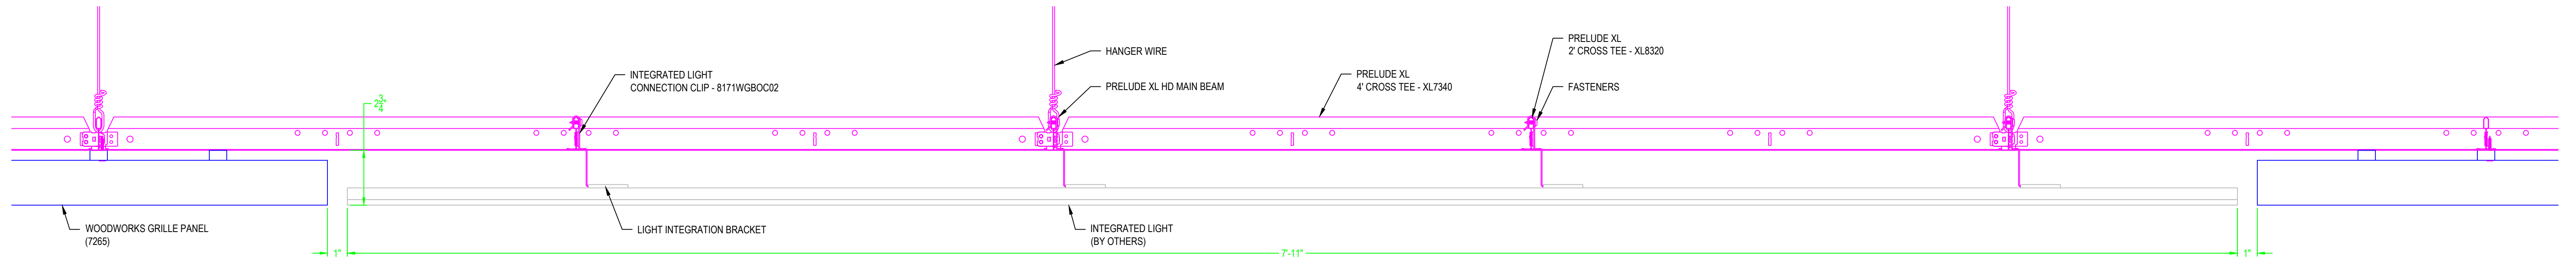 HANGER WIRE
PRELUDE XL
2' CROSS TEE - XL8320
INTEGRATED LIGHT
CONNECTION CLIP - 8171WGBOC02
PRELUDE XL
4' CROSS TEE - XL7340
PRELUDE XL HD MAIN BEAM
FASTENERS
2 3/4"
WOODWORKS GRILLE PANEL
(7265)
LIGHT INTEGRATION BRACKET
INTEGRATED LIGHT
(BY OTHERS)
1"
7'-11"
1"